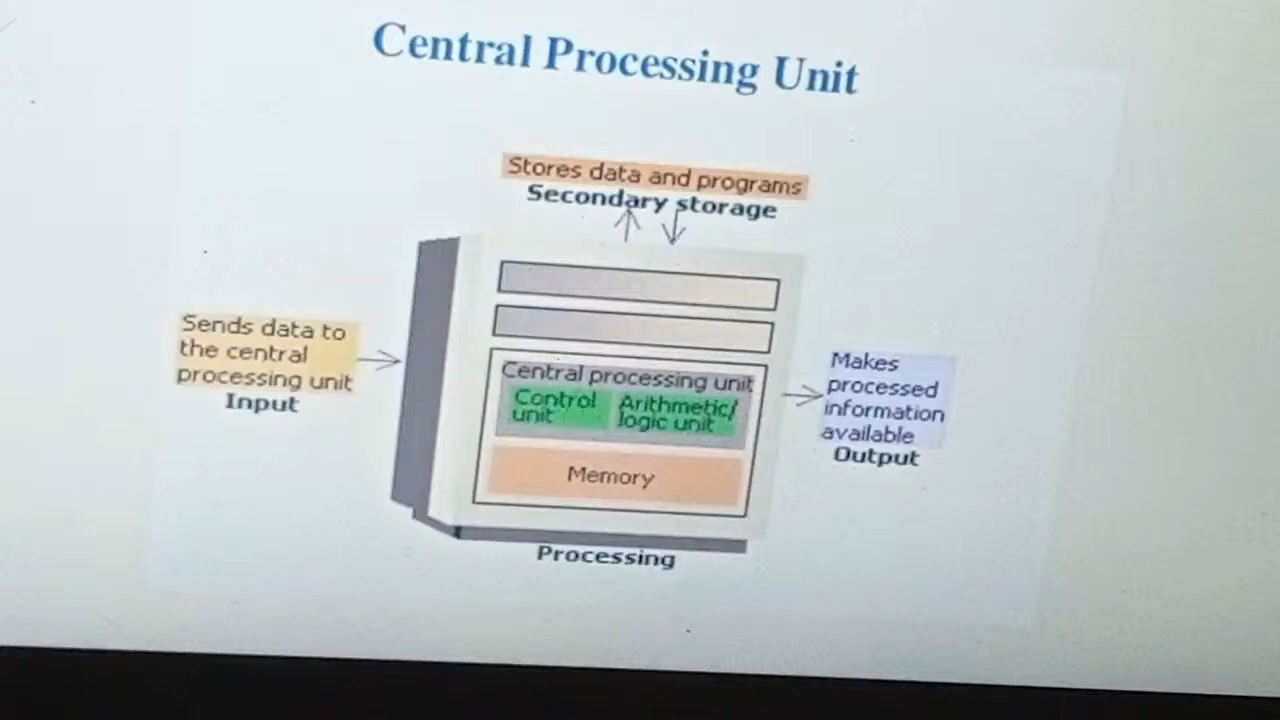 Central Processing Unit
Stores data and programs
Secondary storage
Sends data to
the central
processing unit
Input
Central processing unit
Control
unit
Arithmetic/
logic unit
Memory
Processing
Makes
processed
information
available
Output